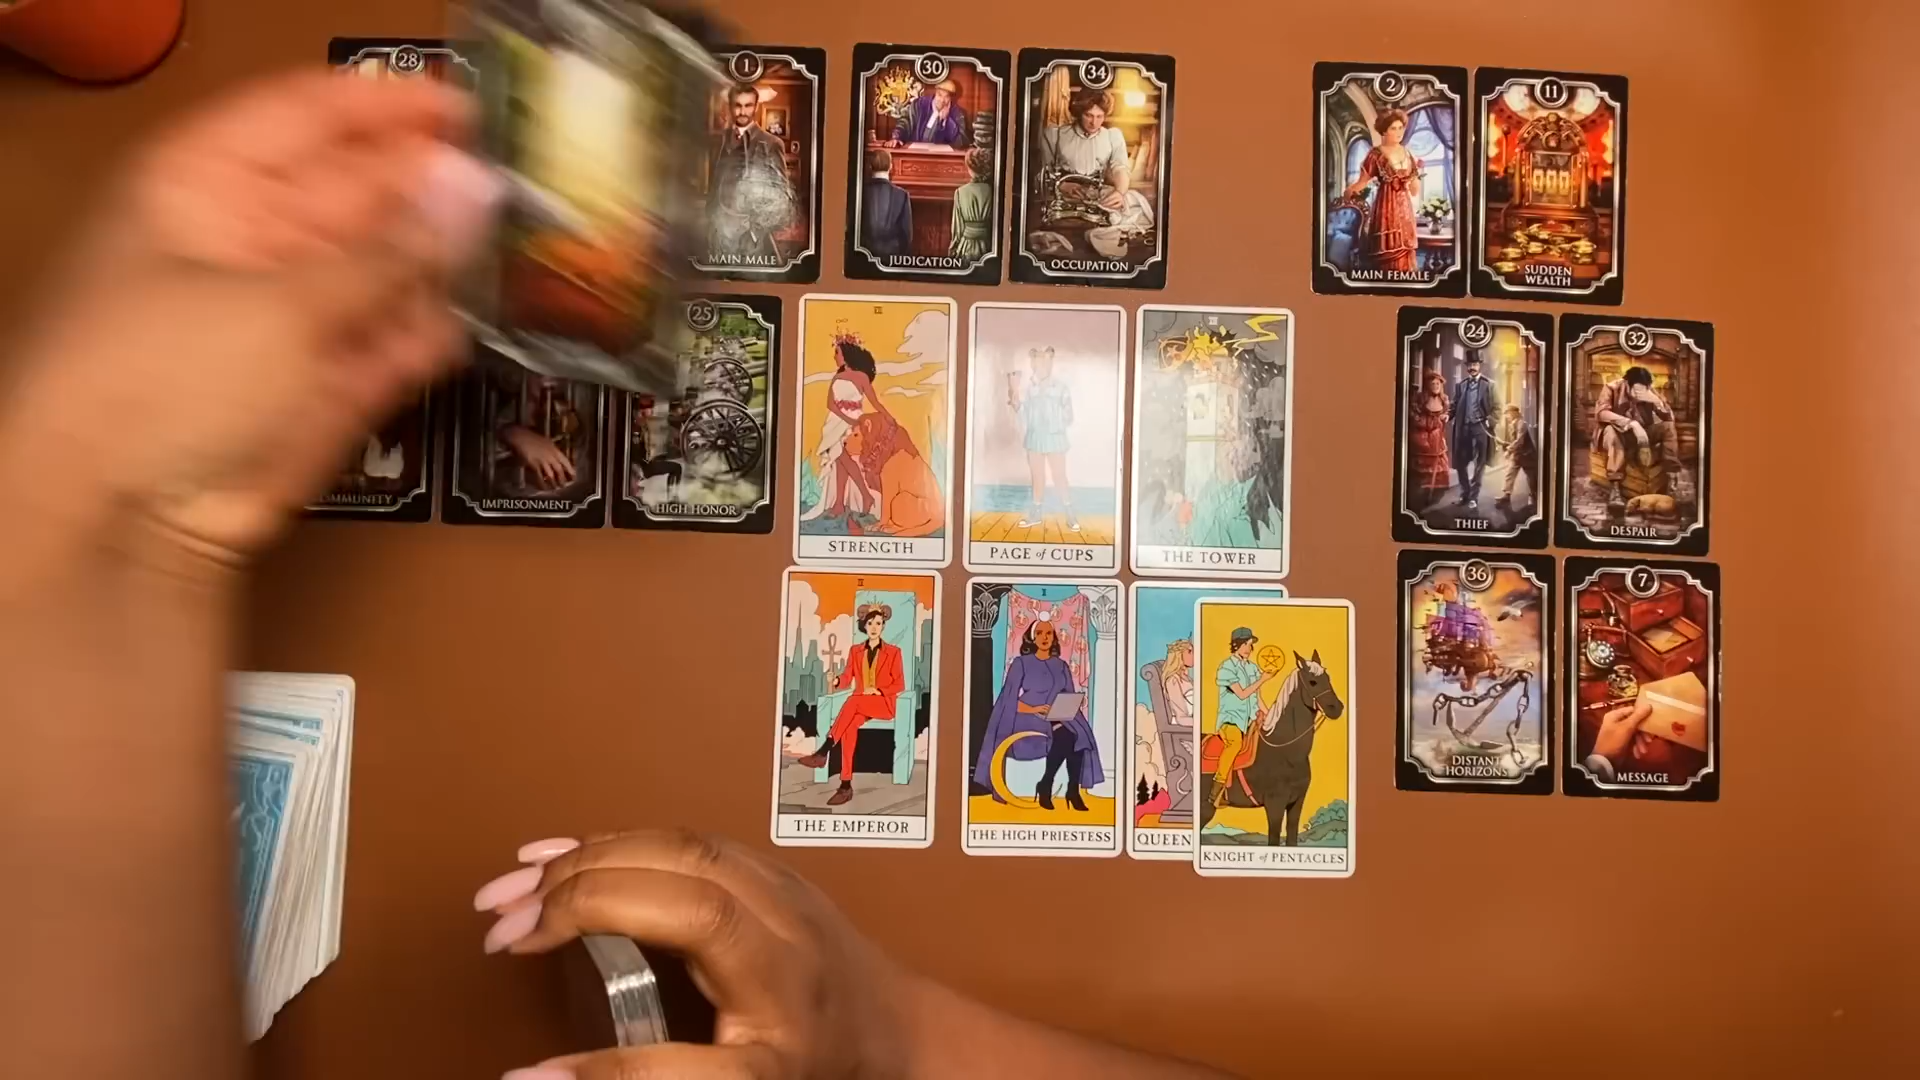 28
1
MAIN MALE
30
JUDICATION
34
OCCUPATION
2
MAIN FEMALE
11
SUDDEN
WEALTH
COMMUNITY
IMPRISONMENT
25
HIGH HONOR
STRENGTH
PAGE of CUPS
THE TOWER
24
THIEF
32
DESPAIR
THE EMPEROR
II
THE HIGH PRIESTESS
QUEEN
KNIGHT of PENTACLES
36
DISTANT
HORIZONS
7
MESSAGE